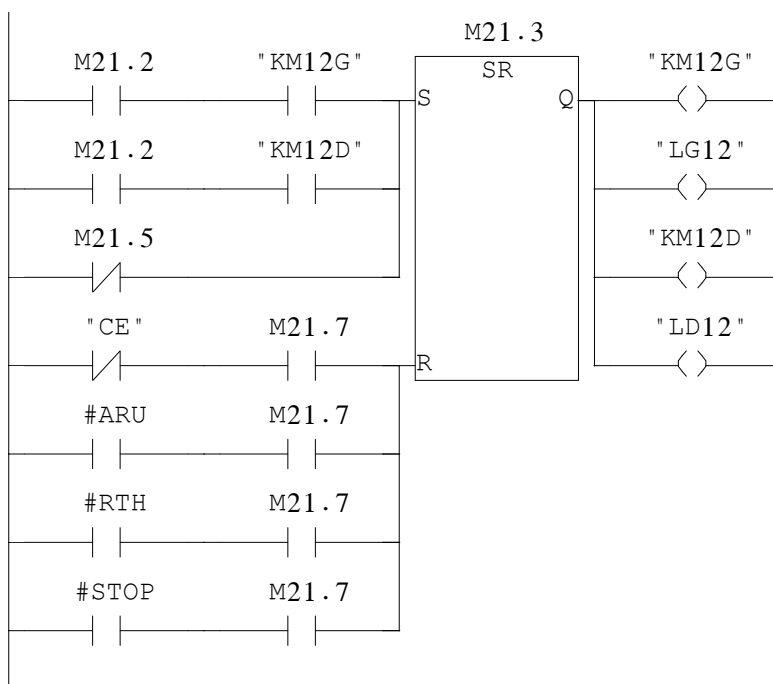 M21.3
M21.2 "KM12G" SR "KM12G"
S Q
M21.2 "KM12D" "LG12"
M21.5 "KM12D"
"CE" M21.7 "LD12"
R
#ARU M21.7
#RTH M21.7
#STOP M21.7